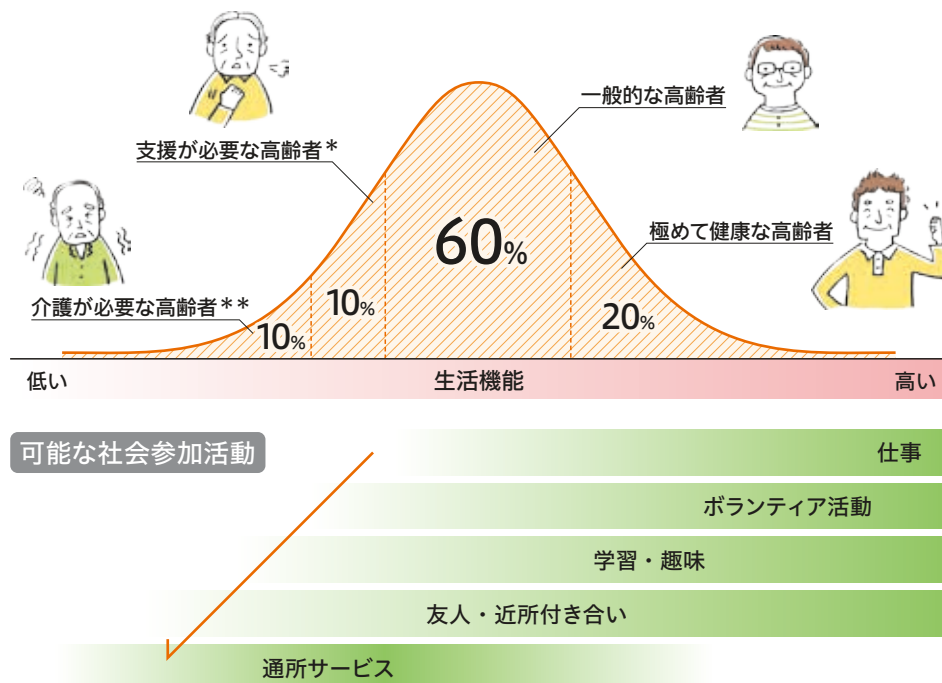 一般的な高齢者
支援が必要な高齢者*
60%
極めて健康な高齢者
介護が必要な高齢者**
10%
10%
20%
低い 生活機能 高い
可能な社会参加活動
仕事
ボランティア活動
学習・趣味
友人・近所付き合い
通所サービス